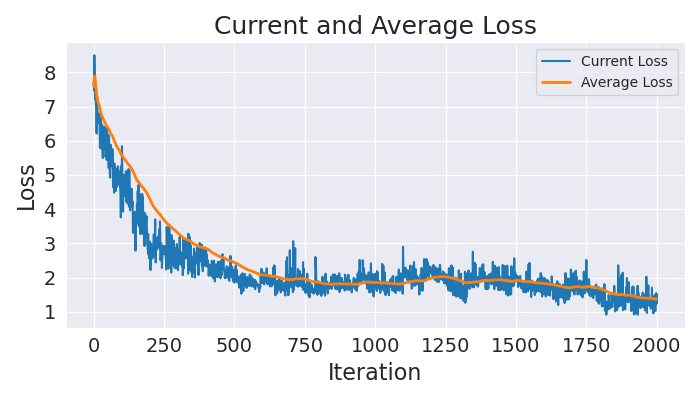 Current and Average Loss
Current Loss
Average Loss
Loss
8
7
6
5
4
3
2
1
0 250 500 750 1000 1250 1500 1750 2000
Iteration